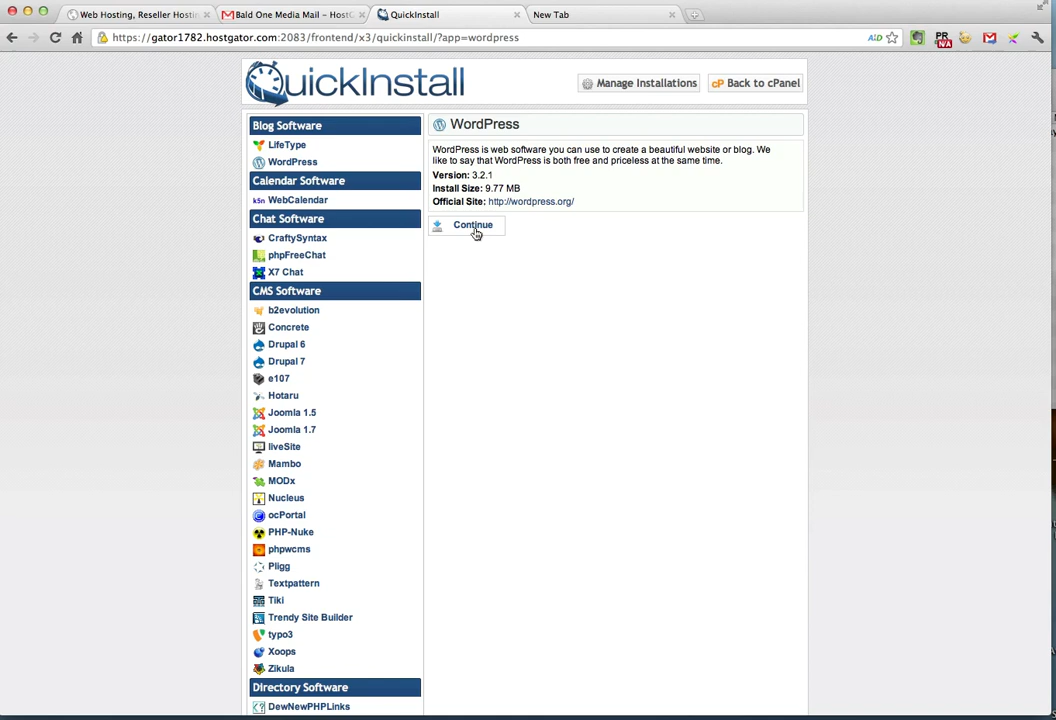 Web Hosting, Reseller Hostin
Bald One Media Mail – HostG
QuickInstall
New Tab
https://gator1782.hostgator.com:2083/frontend/x3/quickinstall/?app=wordpress
PR
N/A
QuickInstall
Manage Installations
cP Back to cPanel
Blog Software
LifeType
WordPress
Calendar Software
k5n WebCalendar
Chat Software
CraftySyntax
phpFreeChat
X7 Chat
CMS Software
b2evolution
Concrete
Drupal 6
Drupal 7
e107
Hotaru
Joomla 1.5
Joomla 1.7
liveSite
Mambo
MODx
Nucleus
ocPortal
PHP-Nuke
phpwcms
Pligg
Textpattern
Tiki
Trendy Site Builder
typo3
Xoops
Zikula
Directory Software
DewNewPHPLinks
WordPress
WordPress is web software you can use to create a beautiful website or blog. We
like to say that WordPress is both free and priceless at the same time.
Version: 3.2.1
Install Size: 9.77 MB
Official Site: http://wordpress.org/
Continue